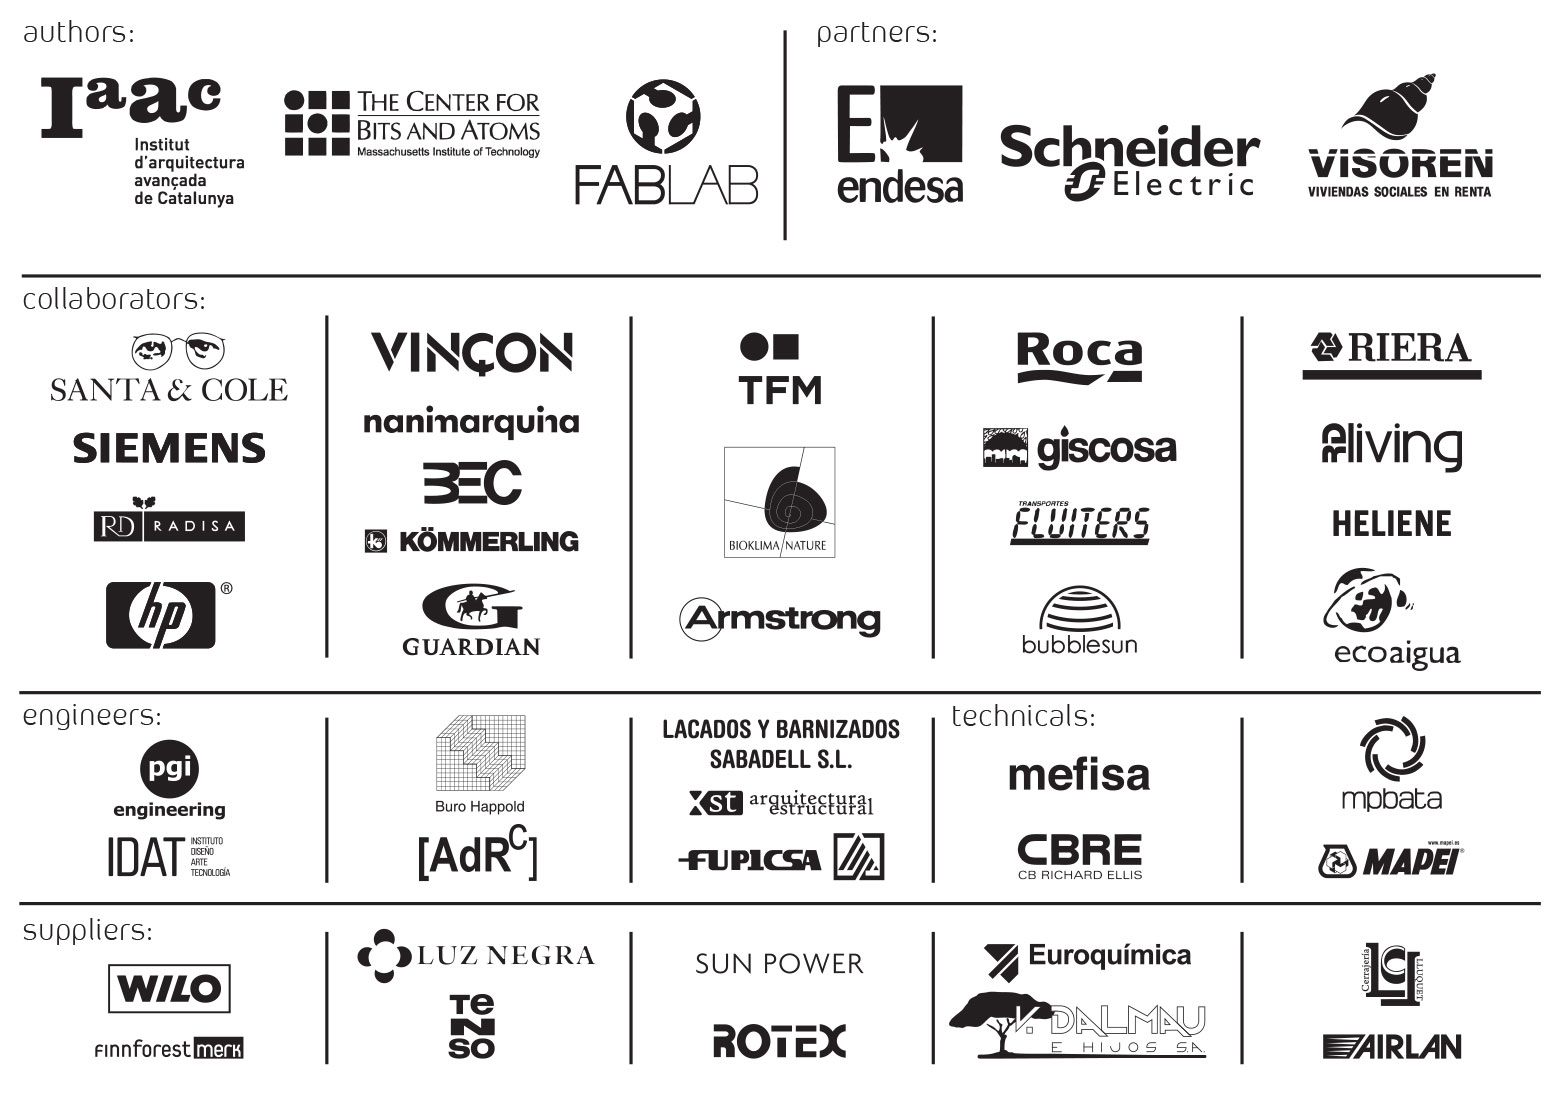 authors:
Iaac
Institut
d'arquitectura
avançada
de Catalunya
THE CENTER FOR
BITS AND ATOMS
Massachusetts Institute of Technology
FABLAB
partners:
E
endesa
Schneider
Electric
VISOREN
VIVIENDAS SOCIALES EN RENTA
collaborators:
SANTA & COLE
SIEMENS
RD RADISA
hp ®
VINÇON
nanimarquina
BEC
KÖMMERLING
G
GUARDIAN
TFM
BIOKLIMA NATURE
Armstrong
Roca
giscosa
TRANSPORTES
FLUITERS
bubblesun
RIERA
living
HELIENE
ecoaigua
engineers:
pgi
engineering
IDAT
INSTITUTO
DISEÑO
ARTE
TECNOLOGÍA
Buro Happold
[AdRC]
LACADOS Y BARNIZADOS
SABADELL S.L.
xst arquitectura
estructural
FUPICSA
technicals:
mefisa
CBRE
CB RICHARD ELLIS
mpbata
www.mapei.es
MAPEI®
suppliers:
WILO
Finnforest merk
LUZ NEGRA
Te
N
SO
SUN POWER
ROTEX
Euroquímica
V. DALMAU
E HIJOS S.A.
Cerrajería
LLUQUET
AIRLAN